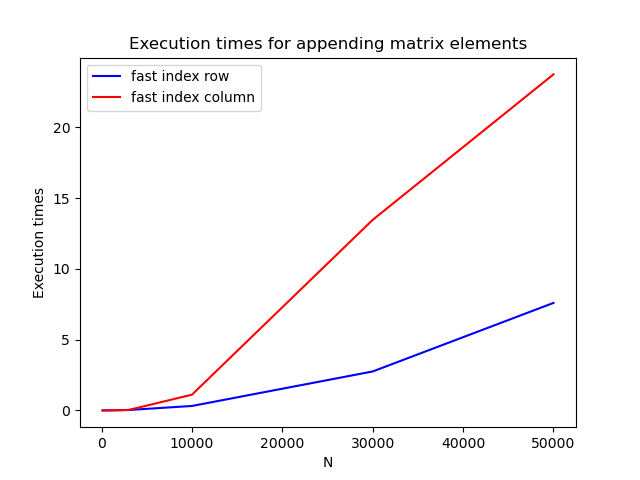 Execution times for appending matrix elements
fast index row
fast index column
Execution times
20
15
10
5
0
0 10000 20000 30000 40000 50000
N